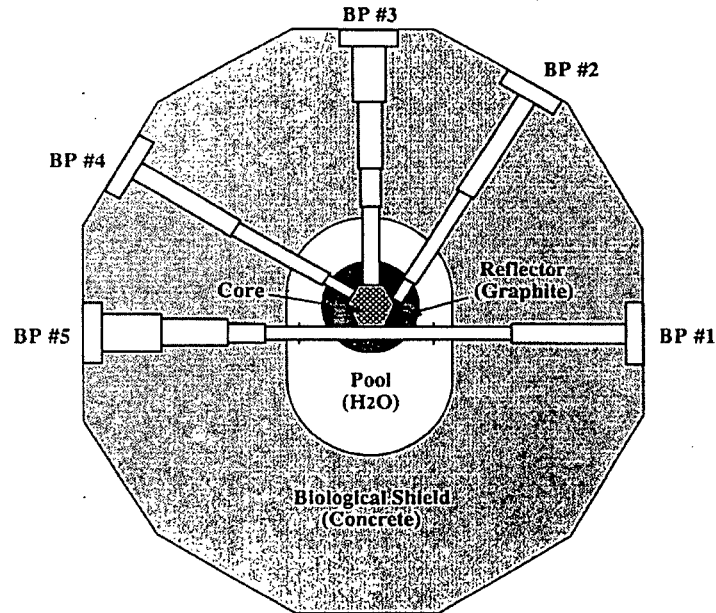 BP #3
BP #2
BP #4
Reflector
(Graphite)
Core
BP #5
BP #1
Pool
(H2O)
Biological Shield
(Concrete)